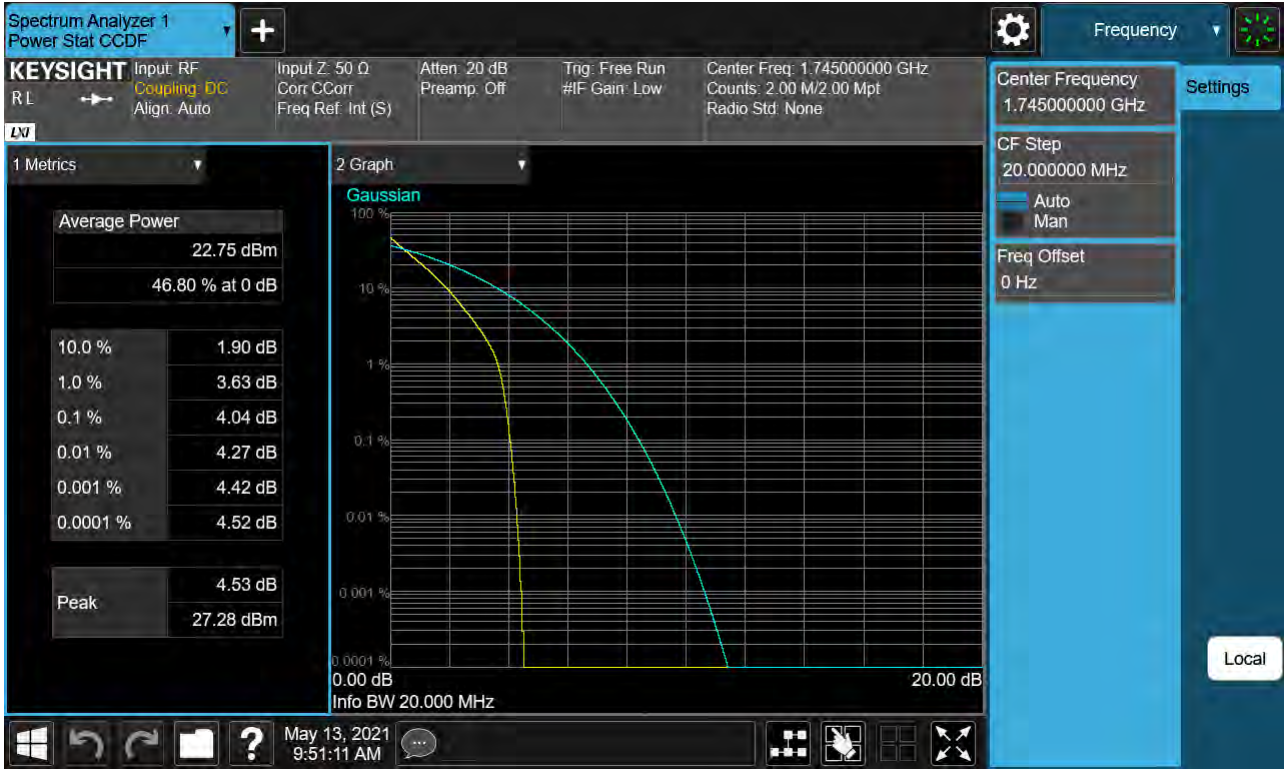 Spectrum Analyzer 1
Power Stat CCDF
+
Frequency
KEYSIGHT
R L
LXI
Input: RF
Coupling: DC
Align: Auto
Input Z: 50 Ω
Corr CCorr
Freq Ref: Int (S)
Atten: 20 dB
Preamp: Off
Trig: Free Run
#IF Gain: Low
Center Freq: 1.745000000 GHz
Counts: 2.00 M/2.00 Mpt
Radio Std: None
Center Frequency
1.745000000 GHz
Settings
CF Step
20.000000 MHz
Auto
Man
Freq Offset
0 Hz
Local
1 Metrics
Average Power
22.75 dBm
46.80 % at 0 dB
10.0 % 1.90 dB
1.0 % 3.63 dB
0.1 % 4.04 dB
0.01 % 4.27 dB
0.001 % 4.42 dB
0.0001 % 4.52 dB
Peak
4.53 dB
27.28 dBm
2 Graph
Gaussian
100 %
10 %
1 %
0.1 %
0.01 %
0.001 %
0.0001 %
0.00 dB 20.00 dB
Info BW 20.000 MHz
?
May 13, 2021
9:51:11 AM